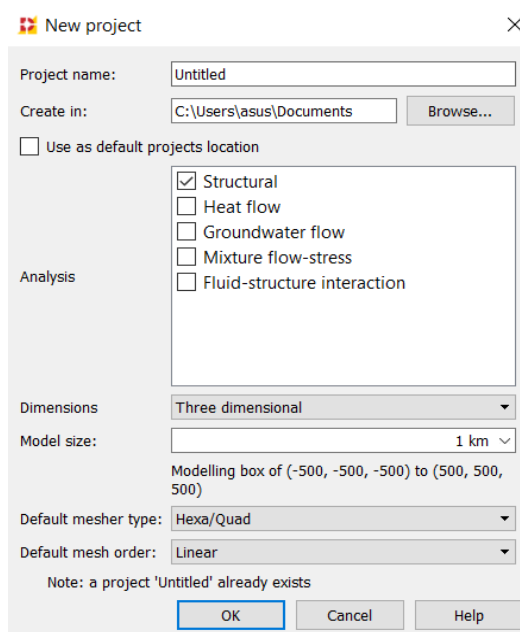 New project
Project name: Untitled
Create in: C:\Users\asus\Documents Browse...
Use as default projects location
Analysis
Structural
Heat flow
Groundwater flow
Mixture flow-stress
Fluid-structure interaction
Dimensions Three dimensional
Model size: 1 km
Modelling box of (-500, -500, -500) to (500, 500,
500)
Default mesher type: Hexa/Quad
Default mesh order: Linear
Note: a project 'Untitled' already exists
OK Cancel Help